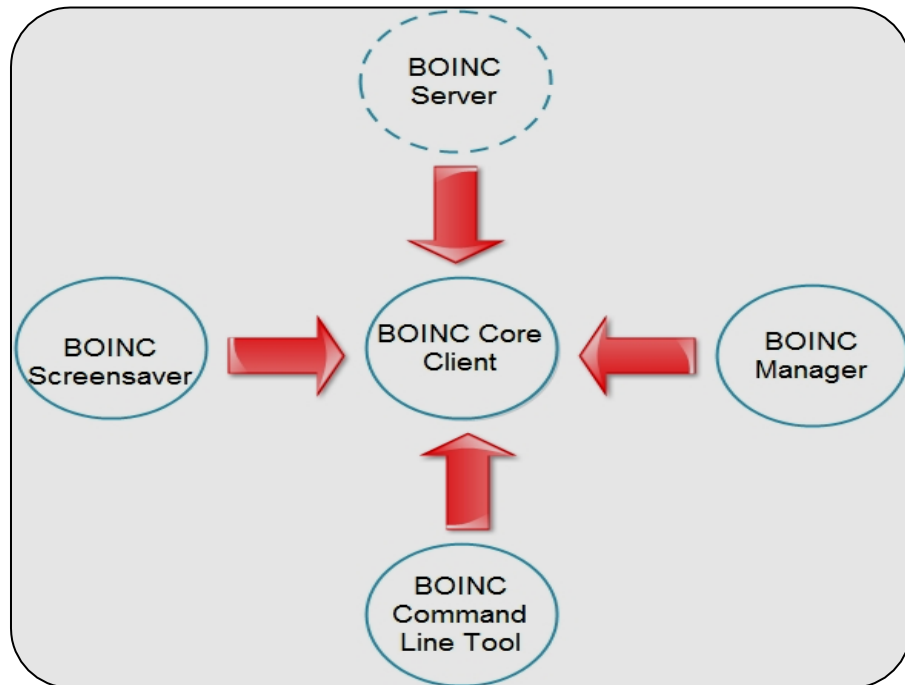 BOINC
Server
BOINC
Screensaver
BOINC Core
Client
BOINC
Manager
BOINC
Command
Line Tool